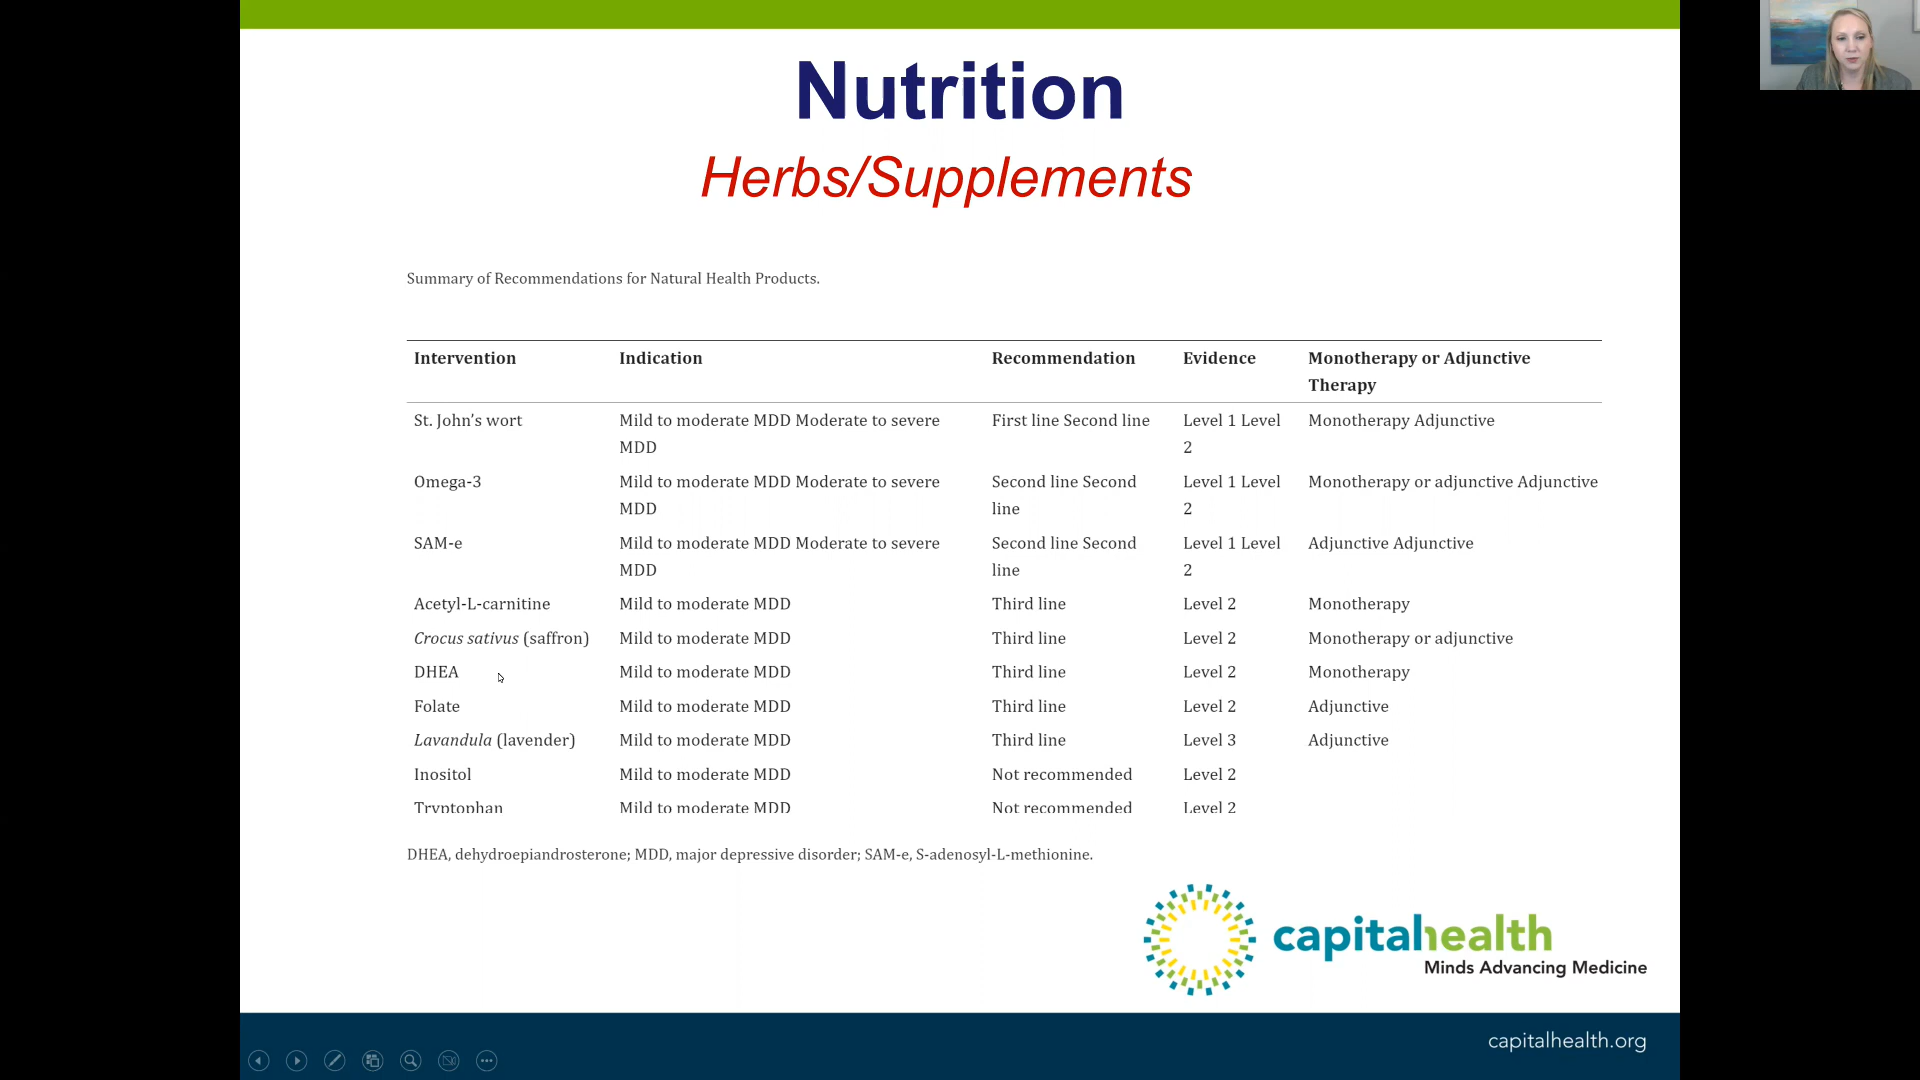 Nutrition
Herbs/Supplements
Summary of Recommendations for Natural Health Products.
Intervention Indication Recommendation Evidence Monotherapy or Adjunctive
Therapy
St. John’s wort Mild to moderate MDD Moderate to severe First line Second line Level 1 Level Monotherapy Adjunctive
MDD 2
Omega-3 Mild to moderate MDD Moderate to severe Second line Second Level 1 Level Monotherapy or adjunctive Adjunctive
MDD line 2
SAM-e Mild to moderate MDD Moderate to severe Second line Second Level 1 Level Adjunctive Adjunctive
MDD line 2
Acetyl-L-carnitine Mild to moderate MDD Third line Level 2 Monotherapy
Crocus sativus (saffron) Mild to moderate MDD Third line Level 2 Monotherapy or adjunctive
DHEA Mild to moderate MDD Third line Level 2 Monotherapy
Folate Mild to moderate MDD Third line Level 2 Adjunctive
Lavandula (lavender) Mild to moderate MDD Third line Level 3 Adjunctive
Inositol Mild to moderate MDD Not recommended Level 2
Tryptophan Mild to moderate MDD Not recommended Level 2
DHEA, dehydroepiandrosterone; MDD, major depressive disorder; SAM-e, S-adenosyl-L-methionine.
capitalhealth
Minds Advancing Medicine
capitalhealth.org